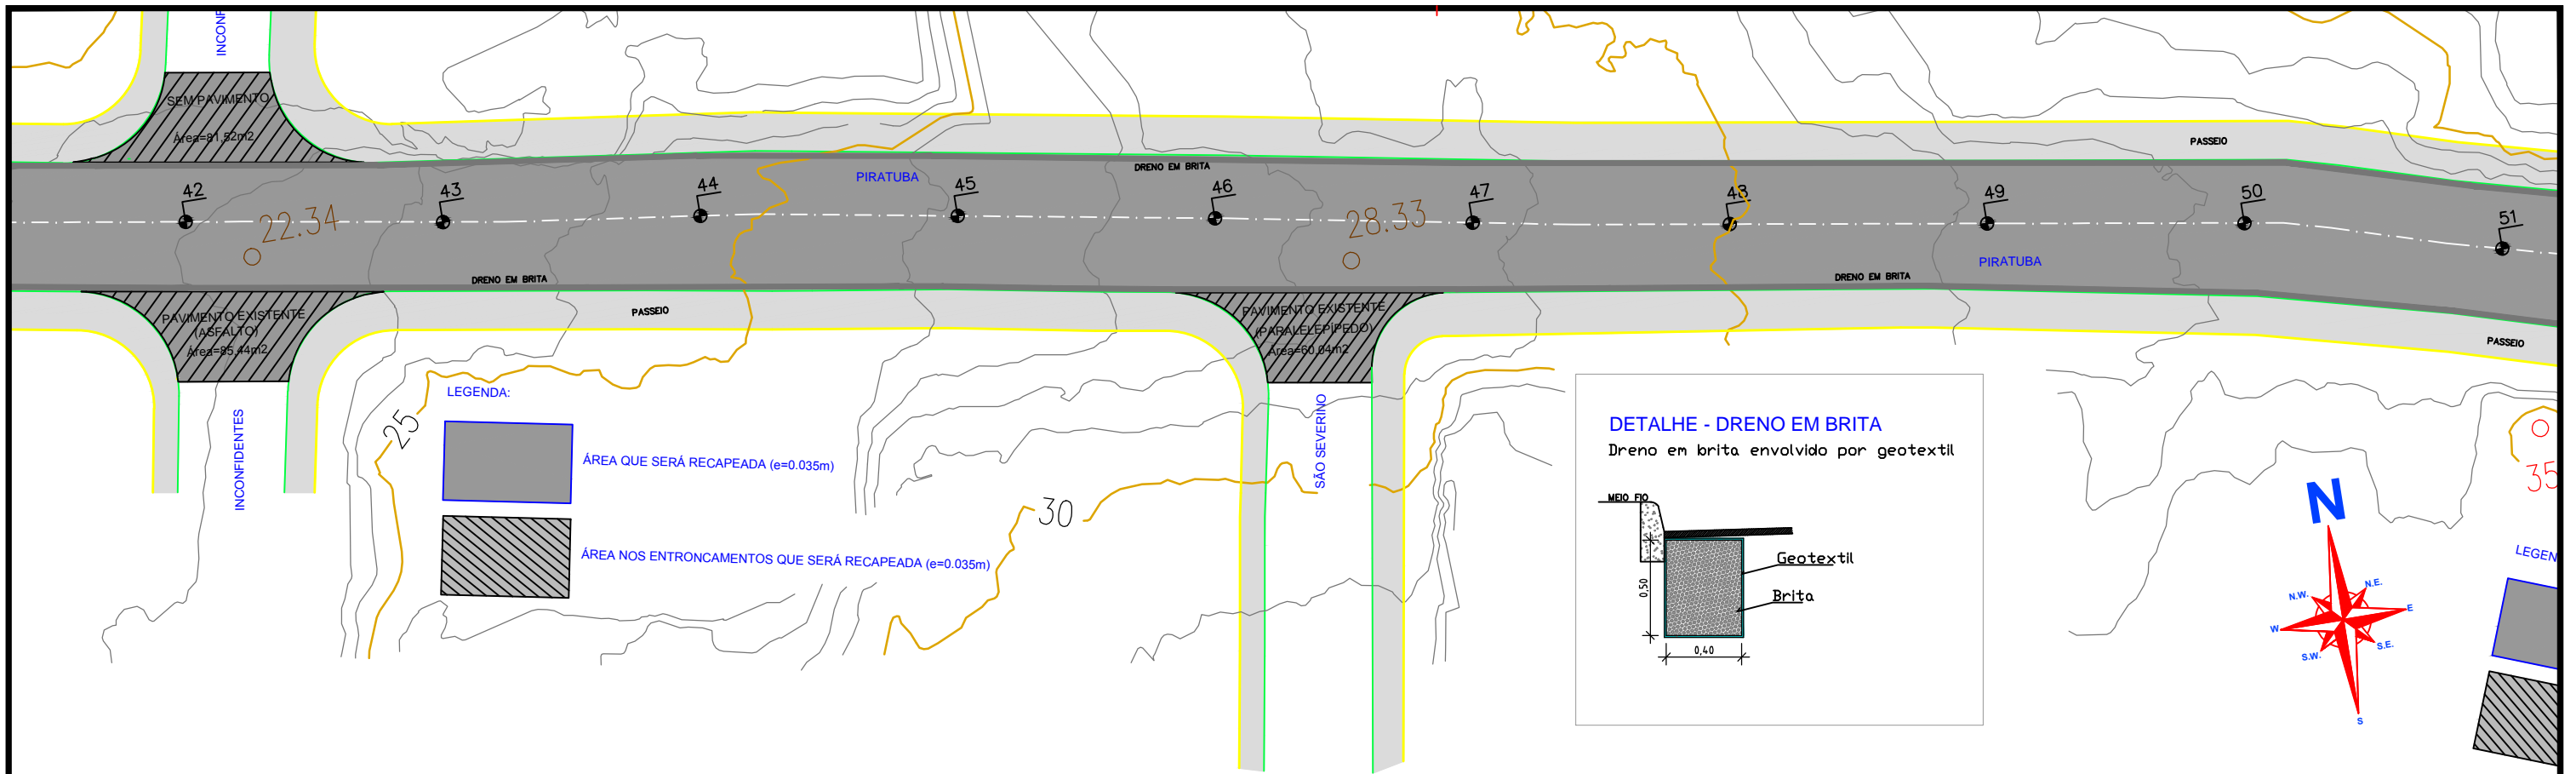 INCONF
SEM PAVIMENTO
Área=81,52m2
PASSEIO
DRENO EM BRITA
PIRATUBA
42
43
44
45
46
47
48
49
50
51
22.34
28.33
PIRATUBA
DRENO EM BRITA
DRENO EM BRITA
PAVIMENTO EXISTENTE
(ASFALTO)
Área=85,44m2
PASSEIO
PAVIMENTO EXISTENTE
(PARALELEPÍPEDO)
Área=60,04m2
PASSEIO
INCONFIDENTES
25
LEGENDA:
ÁREA QUE SERÁ RECAPEADA (e=0.035m)
ÁREA NOS ENTRONCAMENTOS QUE SERÁ RECAPEADA (e=0.035m)
30
SÃO SEVERINO
DETALHE - DRENO EM BRITA
Dreno em brita envolvido por geotextil
MEIO FIO
Geotextil
Brita
0,50
0,40
35
N
N.W.
N.E.
W
E
S.W.
S.E.
S
LEGEN